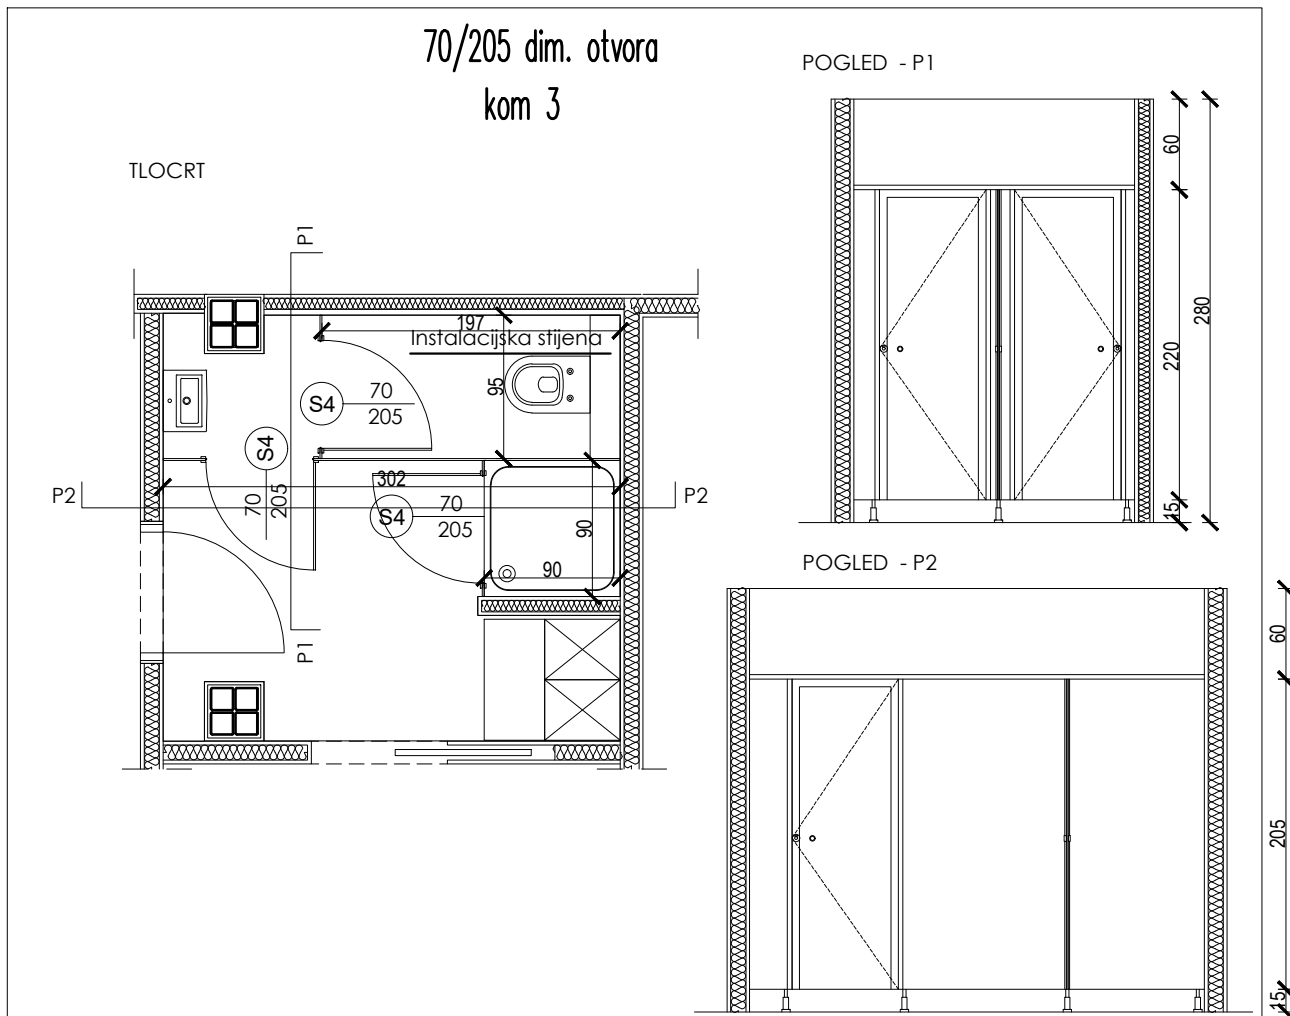 70/205 dim. otvora
kom 3
TLOCRT
P1
197
Instalacijska stijena
95
S4
70
205
S4
70
205
P2
302
P2
S4
70
205
90
90
P1
POGLED - P1
60
220
280
15
POGLED - P2
60
205
15